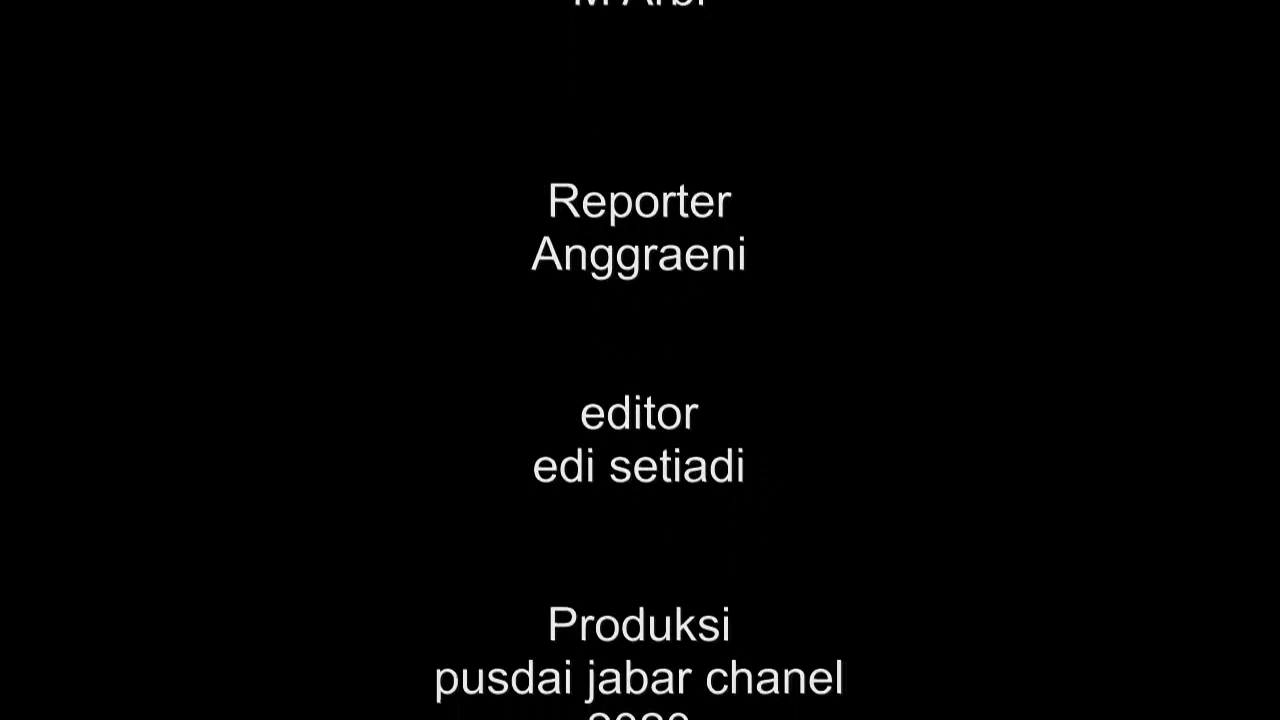 Reporter
Anggraeni
editor
edi setiadi
Produksi
pusdai jabar chanel